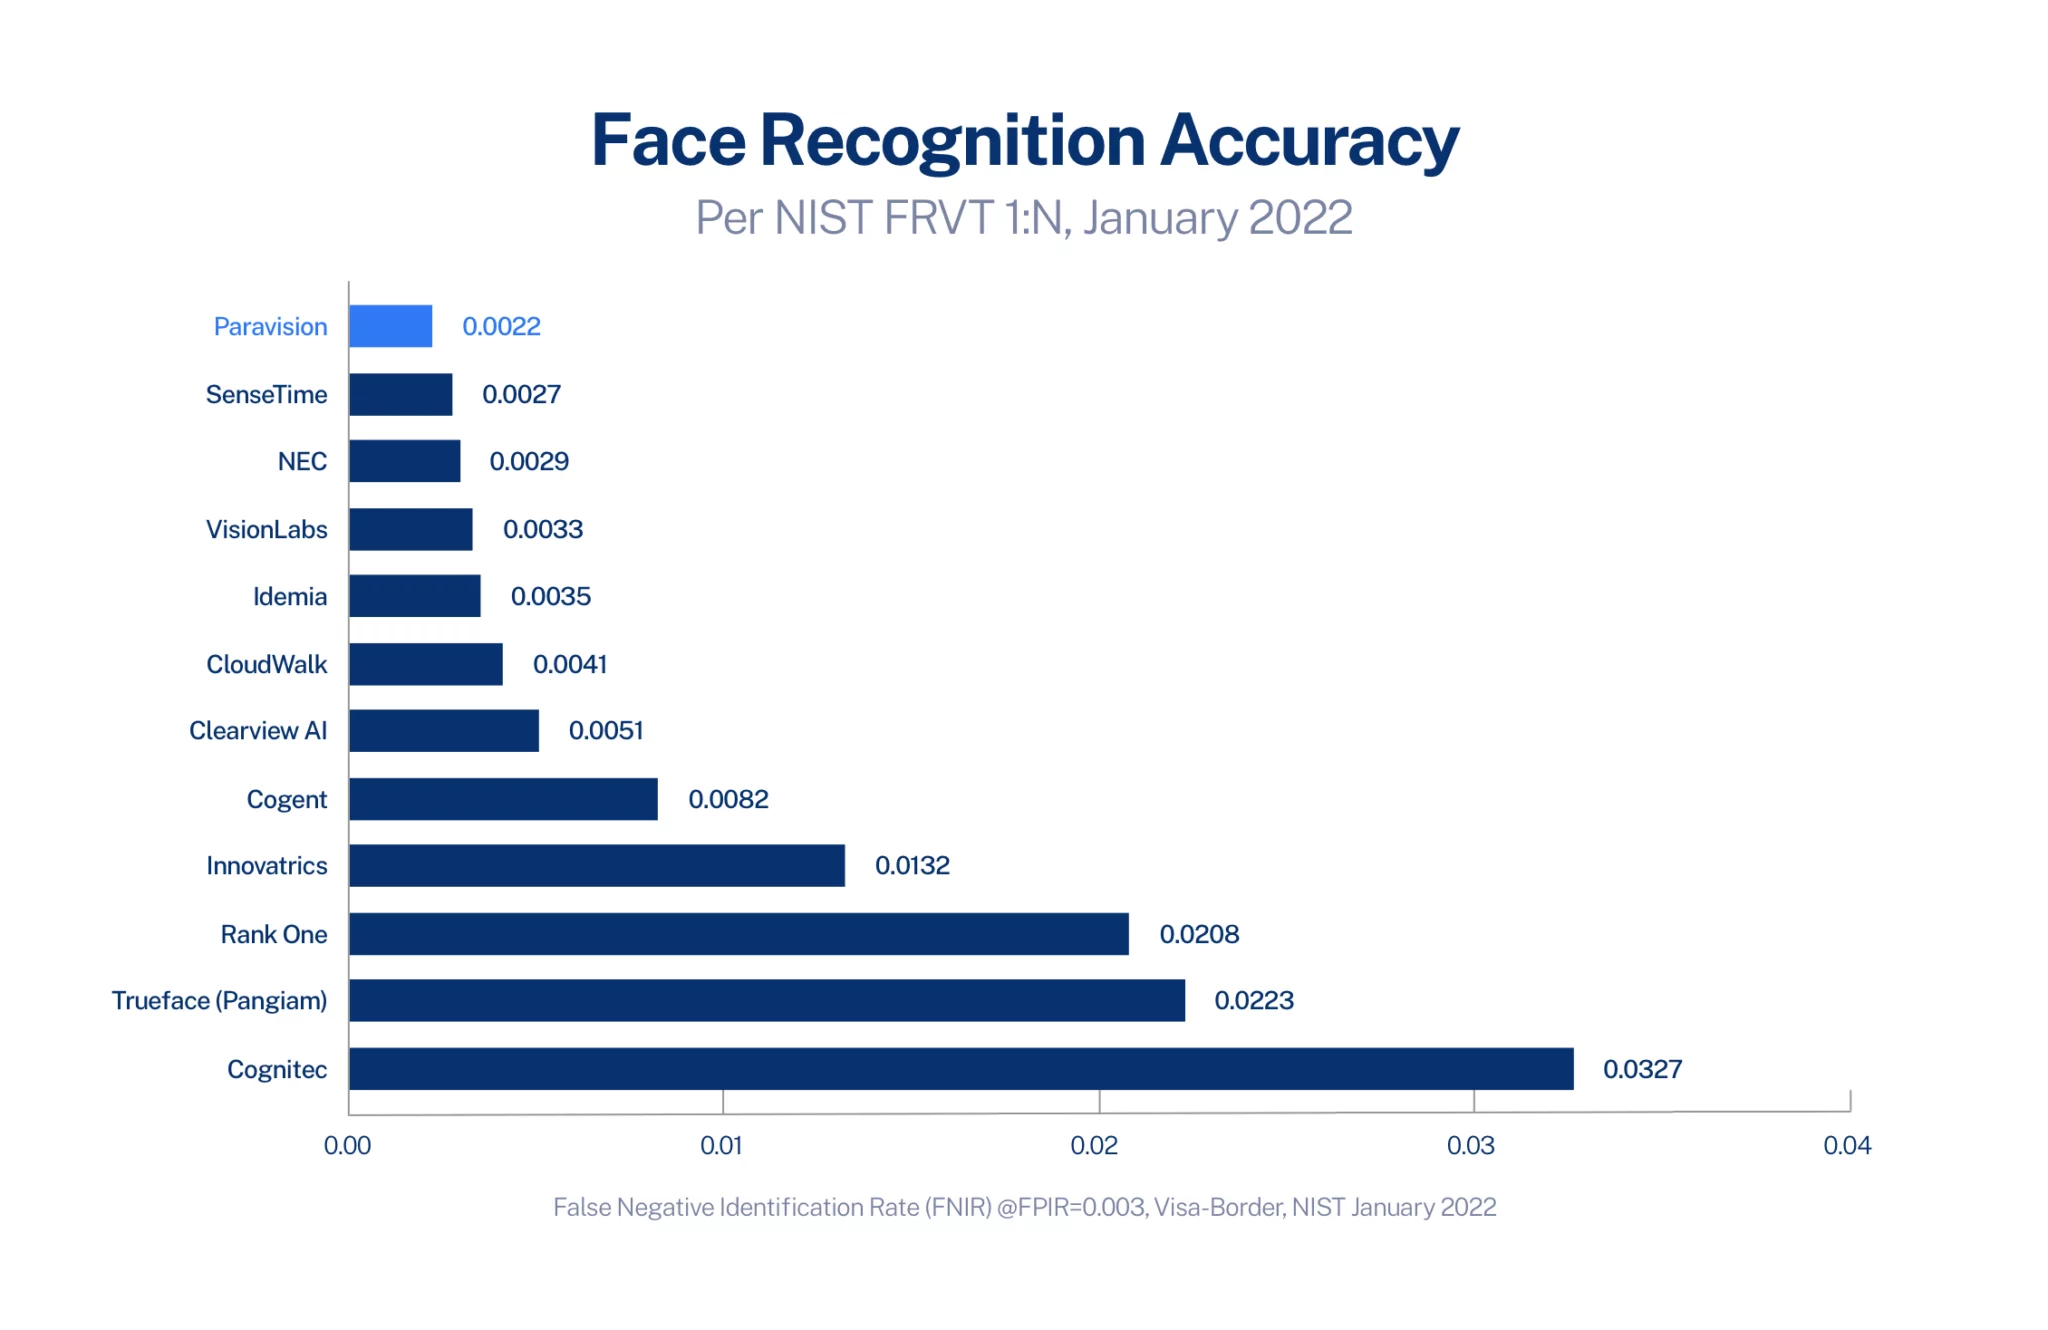 Face Recognition Accuracy
Per NIST FRVT 1:N, January 2022
Paravision 0.0022
SenseTime 0.0027
NEC 0.0029
VisionLabs 0.0033
Idemia 0.0035
CloudWalk 0.0041
Clearview AI 0.0051
Cogent 0.0082
Innovatrics 0.0132
Rank One 0.0208
Trueface (Pangiam) 0.0223
Cognitec 0.0327
0.00 0.01 0.02 0.03 0.04
False Negative Identification Rate (FNIR) @FPIR=0.003, Visa-Border, NIST January 2022